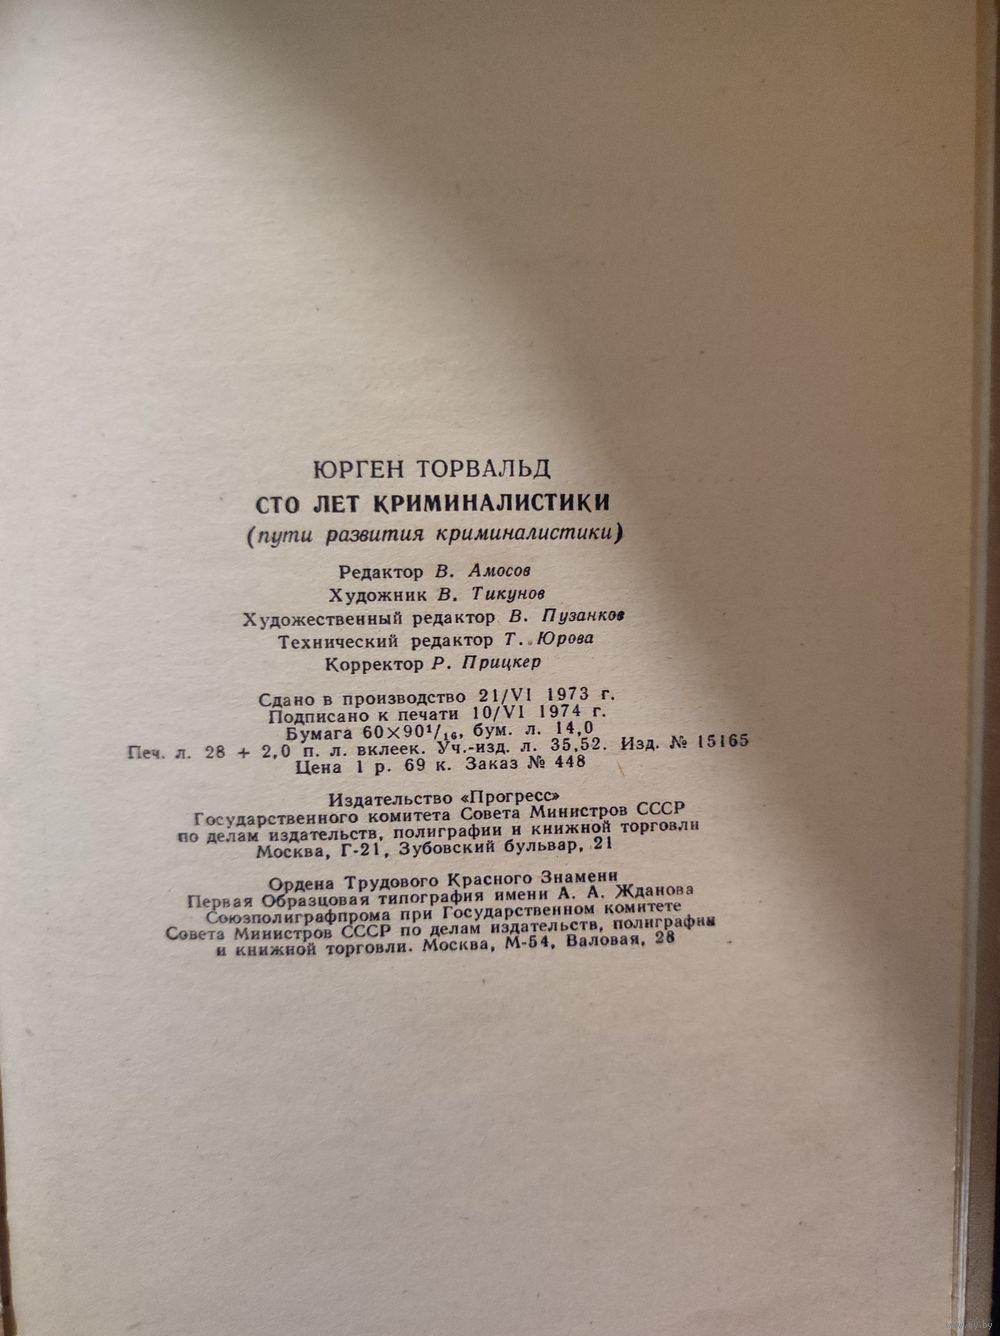 ЮРГЕН ТОРВАЛЬД
СТО ЛЕТ КРИМИНАЛИСТИКИ
(пути развития криминалистики)
Редактор В. Амосов
Художник В. Тикунов
Художественный редактор В. Пузанков
Технический редактор Т. Юрова
Корректор Р. Прицкер
Сдано в производство 21/VI 1973 г.
Подписано к печати 10/VI 1974 г.
Бумага 60×90¹/₁₆, бум. л. 14,0
Печ. л. 28 + 2,0 п. л. вклеек. Уч.-изд. л. 35,52. Изд. № 15165
Цена 1 р. 69 к. Заказ № 448
Издательство «Прогресс»
Государственного комитета Совета Министров СССР
по делам издательств, полиграфии и книжной торговли
Москва, Г-21, Зубовский бульвар, 21
Ордена Трудового Красного Знамени
Первая Образцовая типография имени А. А. Жданова
Союзполиграфпрома при Государственном комитете
Совета Министров СССР по делам издательств, полиграфии
и книжной торговли. Москва, М-54, Валовая, 28